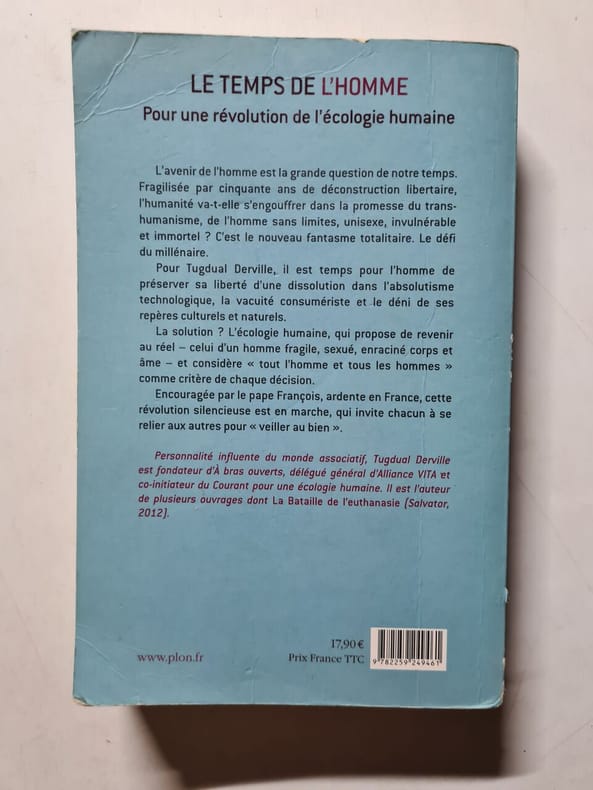 LE TEMPS DE L'HOMME
Pour une révolution de l'écologie humaine
L'avenir de l'homme est la grande question de notre temps.
Fragilisée par cinquante ans de déconstruction libertaire,
l'humanité va-t-elle s'engouffrer dans la promesse du trans-
humanisme, de l'homme sans limites, unisexe, invulnérable
et immortel ? C'est le nouveau fantasme totalitaire. Le défi
du millénaire.
Pour Tugdual Derville, il est temps pour l'homme de
préserver sa liberté d'une dissolution dans l'absolutisme
technologique, la vacuité consumériste et le déni de ses
repères culturels et naturels.
La solution ? L'écologie humaine, qui propose de revenir
au réel – celui d'un homme fragile, sexué, enraciné corps et
âme – et considère « tout l'homme et tous les hommes »
comme critère de chaque décision.
Encouragée par le pape François, ardente en France, cette
révolution silencieuse est en marche, qui invite chacun à se
relier aux autres pour « veiller au bien ».
Personnalité influente du monde associatif, Tugdual Derville
est fondateur d'À bras ouverts, délégué général d'Alliance VITA et
co-initiateur du Courant pour une écologie humaine. Il est l'auteur
de plusieurs ouvrages dont La Bataille de l'euthanasie (Salvator,
2012).
www.plon.fr
17,90 €
Prix France TTC
9 782259 249461